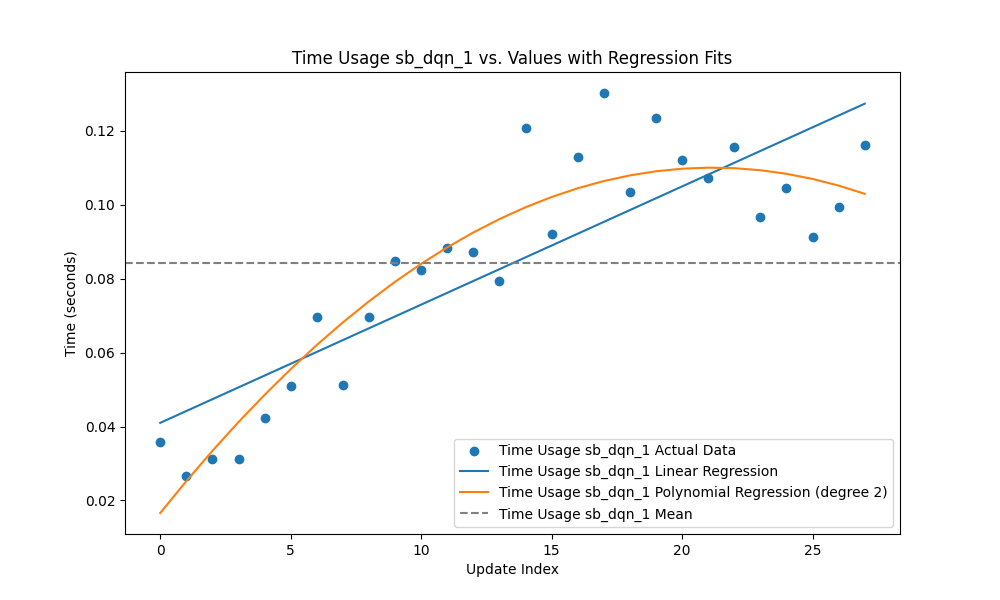 Time Usage sb_dqn_1 vs. Values with Regression Fits
0.12
0.10
0.08
0.06
0.04
0.02
Time (seconds)
0 5 10 15 20 25
Update Index
Time Usage sb_dqn_1 Actual Data
Time Usage sb_dqn_1 Linear Regression
Time Usage sb_dqn_1 Polynomial Regression (degree 2)
Time Usage sb_dqn_1 Mean